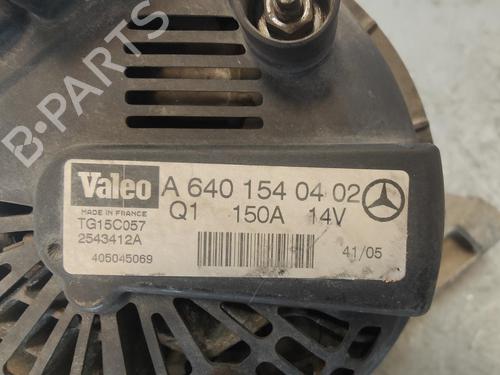 B-PARTS
Valeo A 640 154 04 02
MADE IN FRANCE Q1 150A 14V
TG15C057
2543412A
405045069 41/05